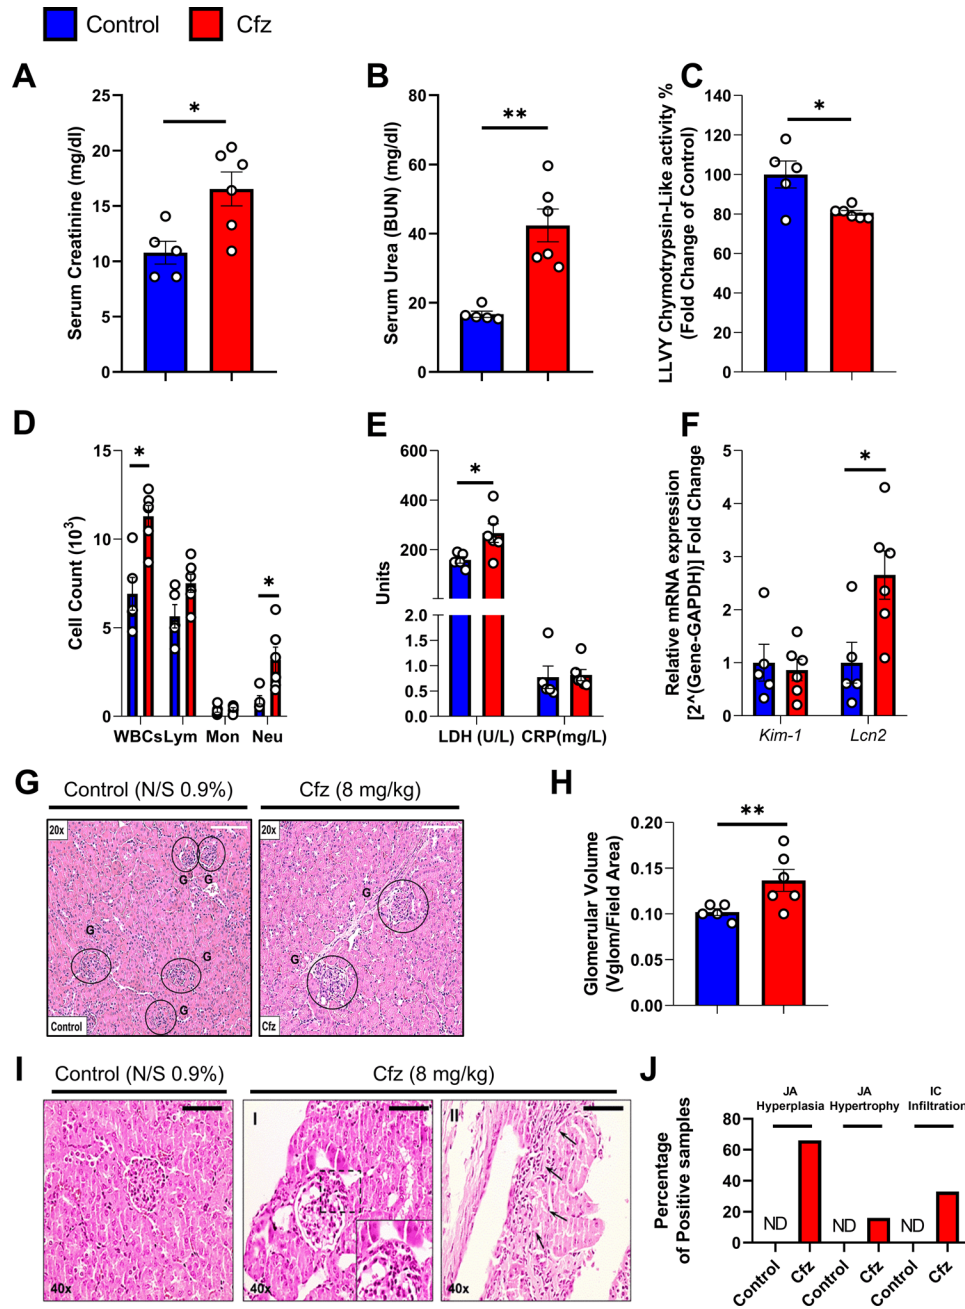 Control Cfz
A
Serum Creatinine (mg/dl)
25
20
15
10
5
0
*
B
Serum Urea (BUN) (mg/dl)
80
60
40
20
0
**
C
LLVY Chymotrypsin-Like activity %
(Fold Change of Control)
140
120
100
80
60
40
20
0
*
D
Cell Count (10³)
15
10
5
0
*
*
WBCs Lym Mon Neu
E
Units
600
400
200
2.0
1.5
1.0
0.5
0.0
*
LDH (U/L) CRP(mg/L)
F
Relative mRNA expression
[2^(Gene-GAPDH)] Fold Change
5
4
3
2
1
0
*
Kim-1 Lcn2
G
Control (N/S 0.9%) Cfz (8 mg/kg)
20x
G G
G
G
G
Control
20x
G
G
Cfz
H
Glomerular Volume
(Vglom/Field Area)
0.20
0.15
0.10
0.05
0.00
**
I
Control (N/S 0.9%) Cfz (8 mg/kg)
40x
I
40x
II
40x
J
Percentage
of Positive samples
80
60
40
20
0
JA
Hyperplasia
JA
Hypertrophy
IC
Infiltration
ND ND ND
Control Cfz Control Cfz Control Cfz